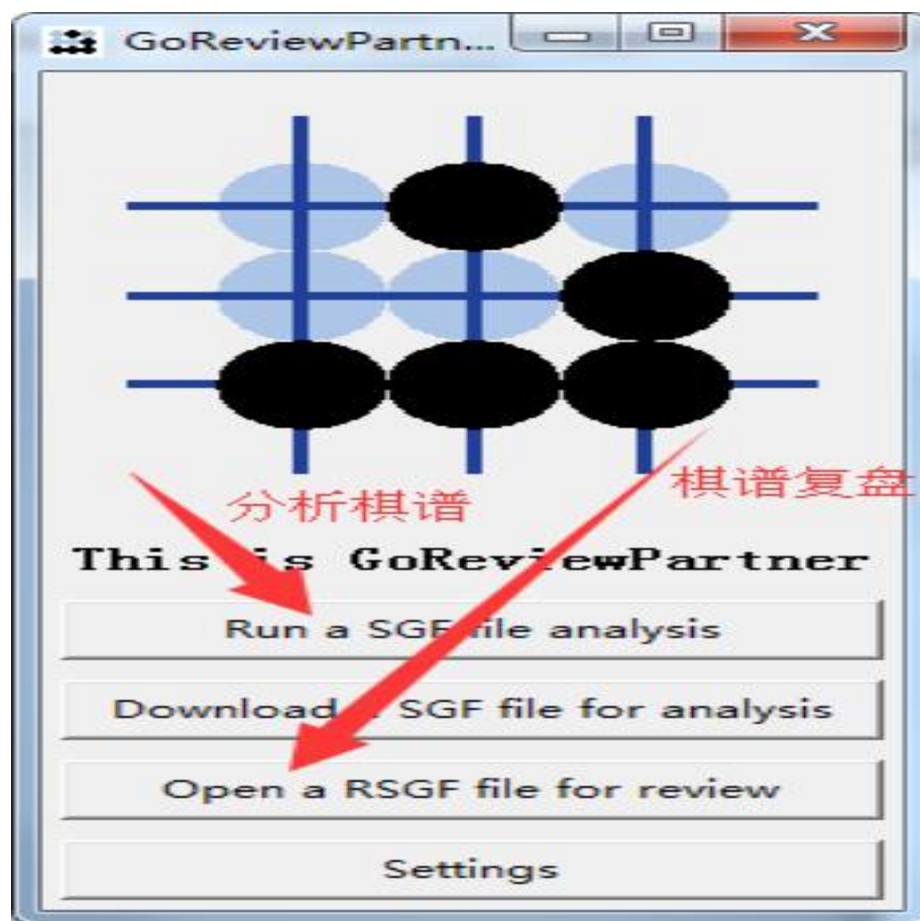 GoReviewPartn...
棋谱复盘
分析棋谱
This is GoReviewPartner
Run a SGF file analysis
Download a SGF file for analysis
Open a RSGF file for review
Settings